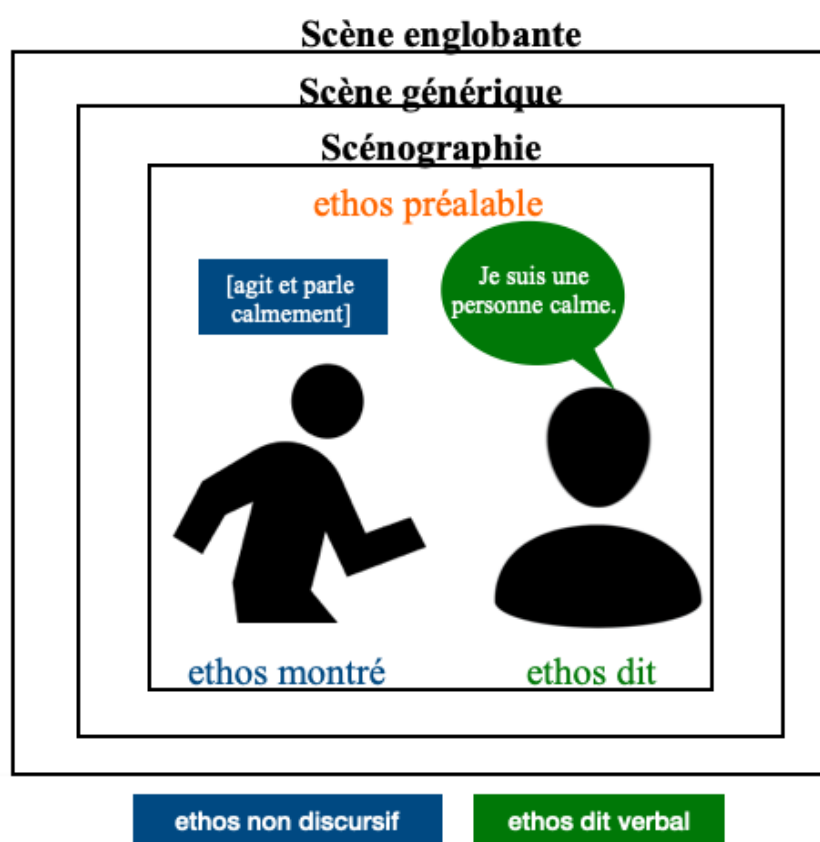 Scène englobante
Scène générique
Scénographie
ethos préalable
[agit et parle
calmement]
Je suis une
personne calme.
ethos montré
ethos dit
ethos non discursif
ethos dit verbal